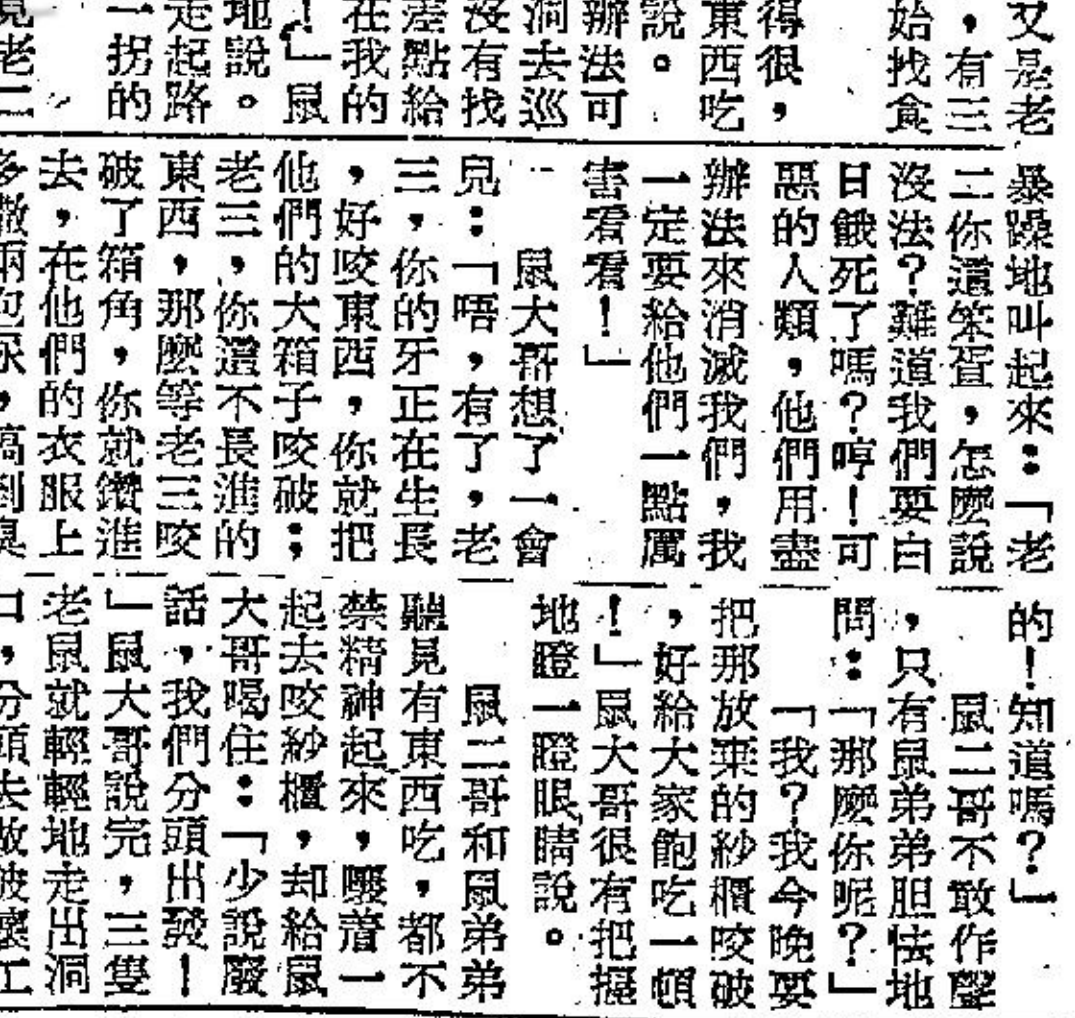 又是老
，有三
始找食
得很，
東西吃
說。
辦法可
洞去巡
沒有找
差點給
在我的
！」鼠
地說。
走起路
一拐的
見老二
暴躁地叫起來：「老
二你這笨蛋，怎麼說
沒法？難道我們要白
日餓死了嗎？哼！可
惡的人類，他們用盡
辦法來消滅我們，我
一定要給他們一點厲
害看看！」
鼠大哥想了一會
兒：「唔，有了，老
三，你的牙正在生長
，好咬東西，你就把
他們的大箱子咬破；
老三，你這不長進的
東西，那麼等老三咬
破了箱角，你就鑽進
去，在他們的衣服上
多撒兩包尿，搞到臭
的！知道嗎？」
鼠二哥不敢作聲
，只有鼠弟弟胆怯地
問：「那麼你呢？」
「我？我今晚要
把那放菜的紗櫃咬破
，好給大家飽吃一頓
！」鼠大哥很有把握
地瞪一瞪眼睛說。
鼠二哥和鼠弟弟
聽見有東西吃，都不
禁精神起來，嚷着一
起去咬紗櫃，却給鼠
大哥喝住：「少說廢
話，我們分頭出發！
」鼠大哥說完，三隻
老鼠就輕輕地走出洞
口，分頭去做破壞工